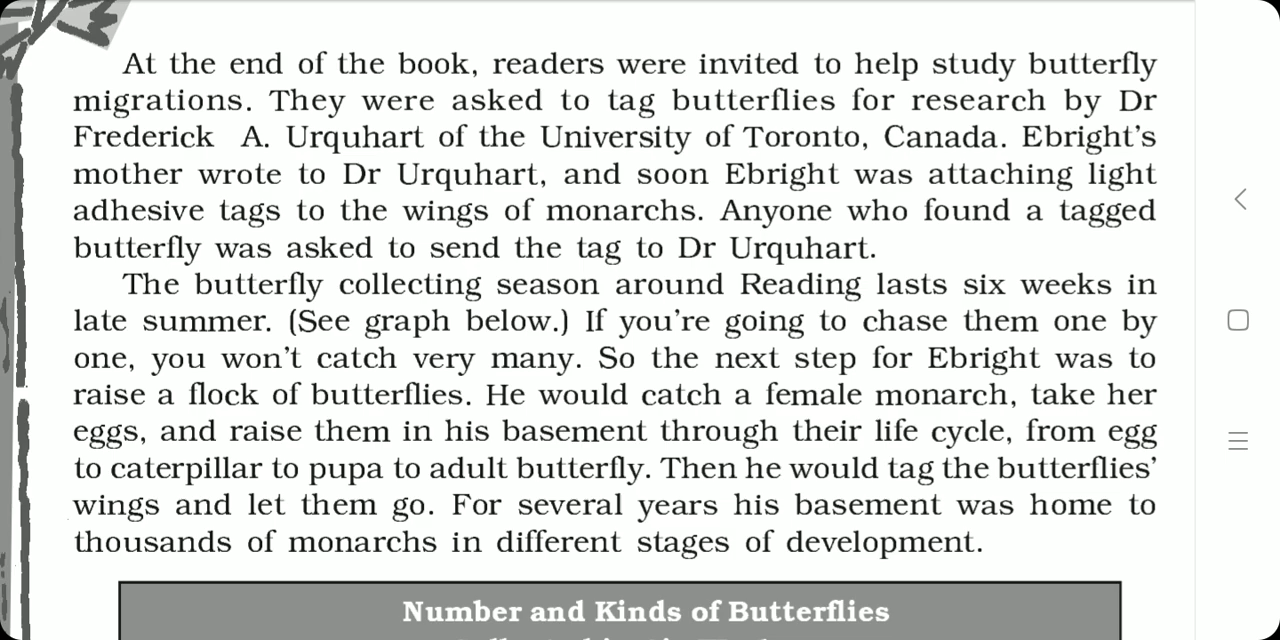 At the end of the book, readers were invited to help study butterfly
migrations. They were asked to tag butterflies for research by Dr
Frederick A. Urquhart of the University of Toronto, Canada. Ebright's
mother wrote to Dr Urquhart, and soon Ebright was attaching light
adhesive tags to the wings of monarchs. Anyone who found a tagged
butterfly was asked to send the tag to Dr Urquhart.
The butterfly collecting season around Reading lasts six weeks in
late summer. (See graph below.) If you're going to chase them one by
one, you won't catch very many. So the next step for Ebright was to
raise a flock of butterflies. He would catch a female monarch, take her
eggs, and raise them in his basement through their life cycle, from egg
to caterpillar to pupa to adult butterfly. Then he would tag the butterflies'
wings and let them go. For several years his basement was home to
thousands of monarchs in different stages of development.
Number and Kinds of Butterflies